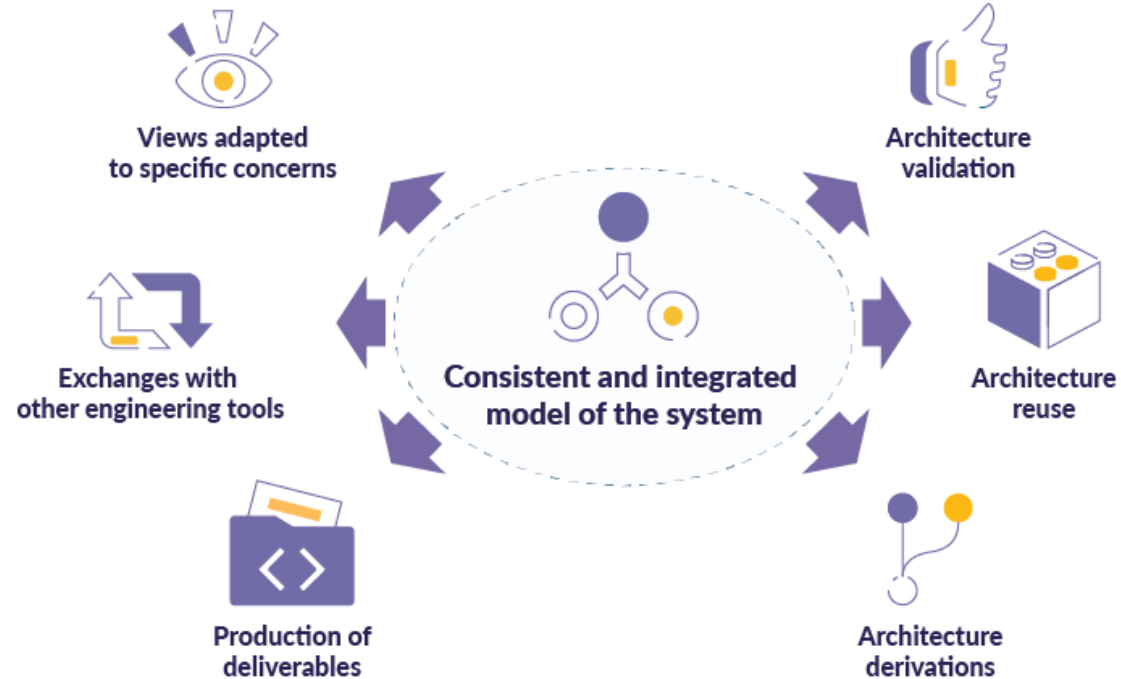 Views adapted
to specific concerns
Architecture
validation
Consistent and integrated
model of the system
Exchanges with
other engineering tools
Architecture
reuse
Production of
deliverables
Architecture
derivations